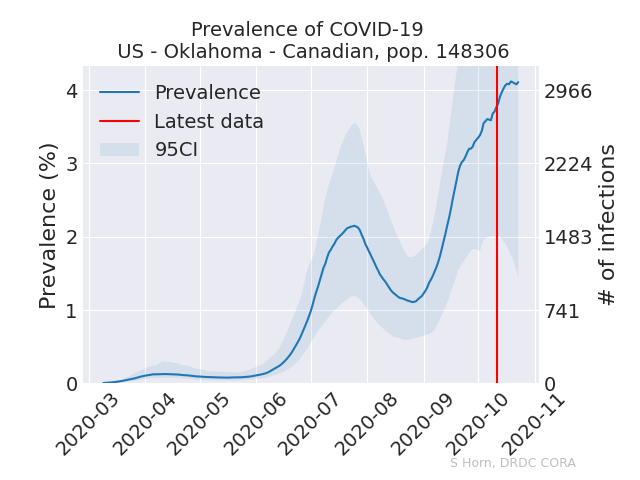 Prevalence of COVID-19
US - Oklahoma - Canadian, pop. 148306
Prevalence
Latest data
95CI
Prevalence (%)
4
3
2
1
0
2966
2224
1483
741
0
# of infections
2020-03
2020-04
2020-05
2020-06
2020-07
2020-08
2020-09
2020-10
2020-11
S Horn, DRDC CORA